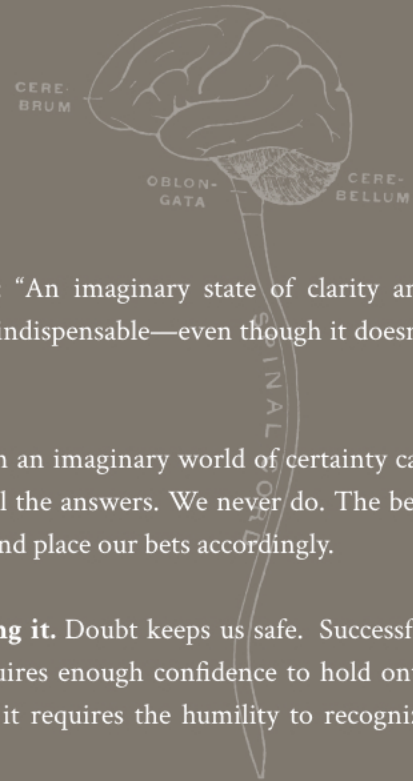 CERE-
BRUM
OBLON-
GATA
CERE-
BELLUM
: “An imaginary state of clarity an
indispensable—even though it doesn
SPINAL CORD
n an imaginary world of certainty ca
l the answers. We never do. The be
nd place our bets accordingly.
ng it. Doubt keeps us safe. Successf
uires enough confidence to hold on
it requires the humility to recogniz